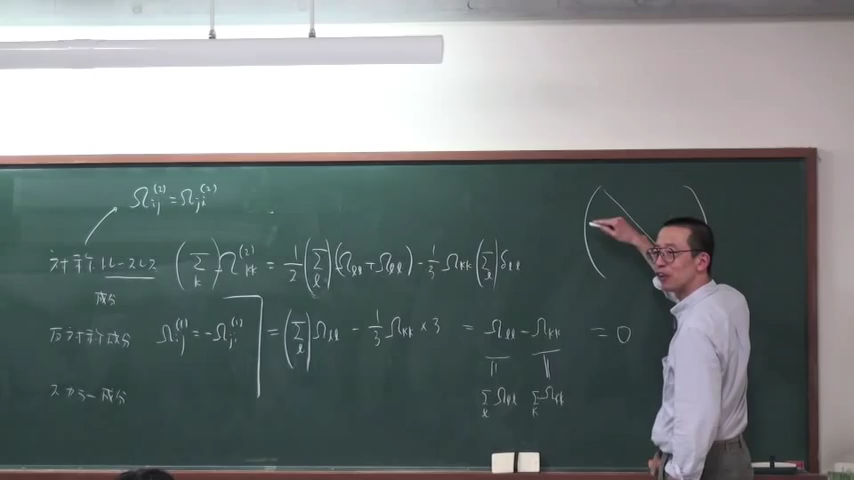 Ω_{ij}^{(2)} = Ω_{ji}^{(2)}
対称トレースレス (Σ_k) Ω_{kk}^{(2)} = 1/2 (Σ_ℓ) (Ω_{ℓℓ} + Ω_{ℓℓ}) - 1/3 Ω_{kk} (Σ_ℓ) δ_{ℓℓ}
成分
反対称成分 Ω_{ij}^{(1)} = -Ω_{ji}^{(1)} = (Σ_ℓ) Ω_{ℓℓ} - 1/3 Ω_{kk} × 3 = Ω_{ℓℓ} - Ω_{kk} = 0
スカラー成分 Σ_ℓ Ω_{ℓℓ} Σ_k Ω_{kk}